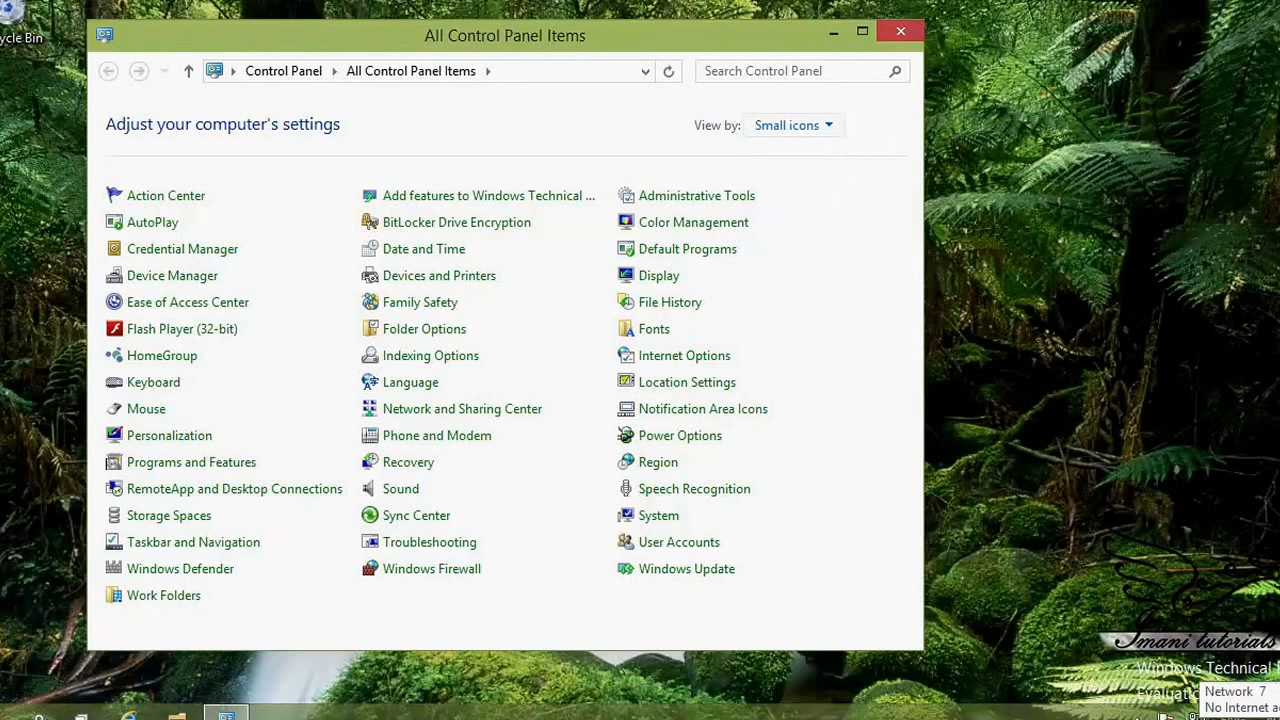 ycle Bin
All Control Panel Items
Control Panel All Control Panel Items
Search Control Panel
Adjust your computer's settings
View by: Small icons
Action Center
Add features to Windows Technical ...
Administrative Tools
AutoPlay
BitLocker Drive Encryption
Color Management
Credential Manager
Date and Time
Default Programs
Device Manager
Devices and Printers
Display
Ease of Access Center
Family Safety
File History
Flash Player (32-bit)
Folder Options
Fonts
HomeGroup
Indexing Options
Internet Options
Keyboard
Language
Location Settings
Mouse
Network and Sharing Center
Notification Area Icons
Personalization
Phone and Modem
Power Options
Programs and Features
Recovery
Region
RemoteApp and Desktop Connections
Sound
Speech Recognition
Storage Spaces
Sync Center
System
Taskbar and Navigation
Troubleshooting
User Accounts
Windows Defender
Windows Firewall
Windows Update
Work Folders
Imani tutorials
Windows Technical
Evaluati
Network 7
No Internet a